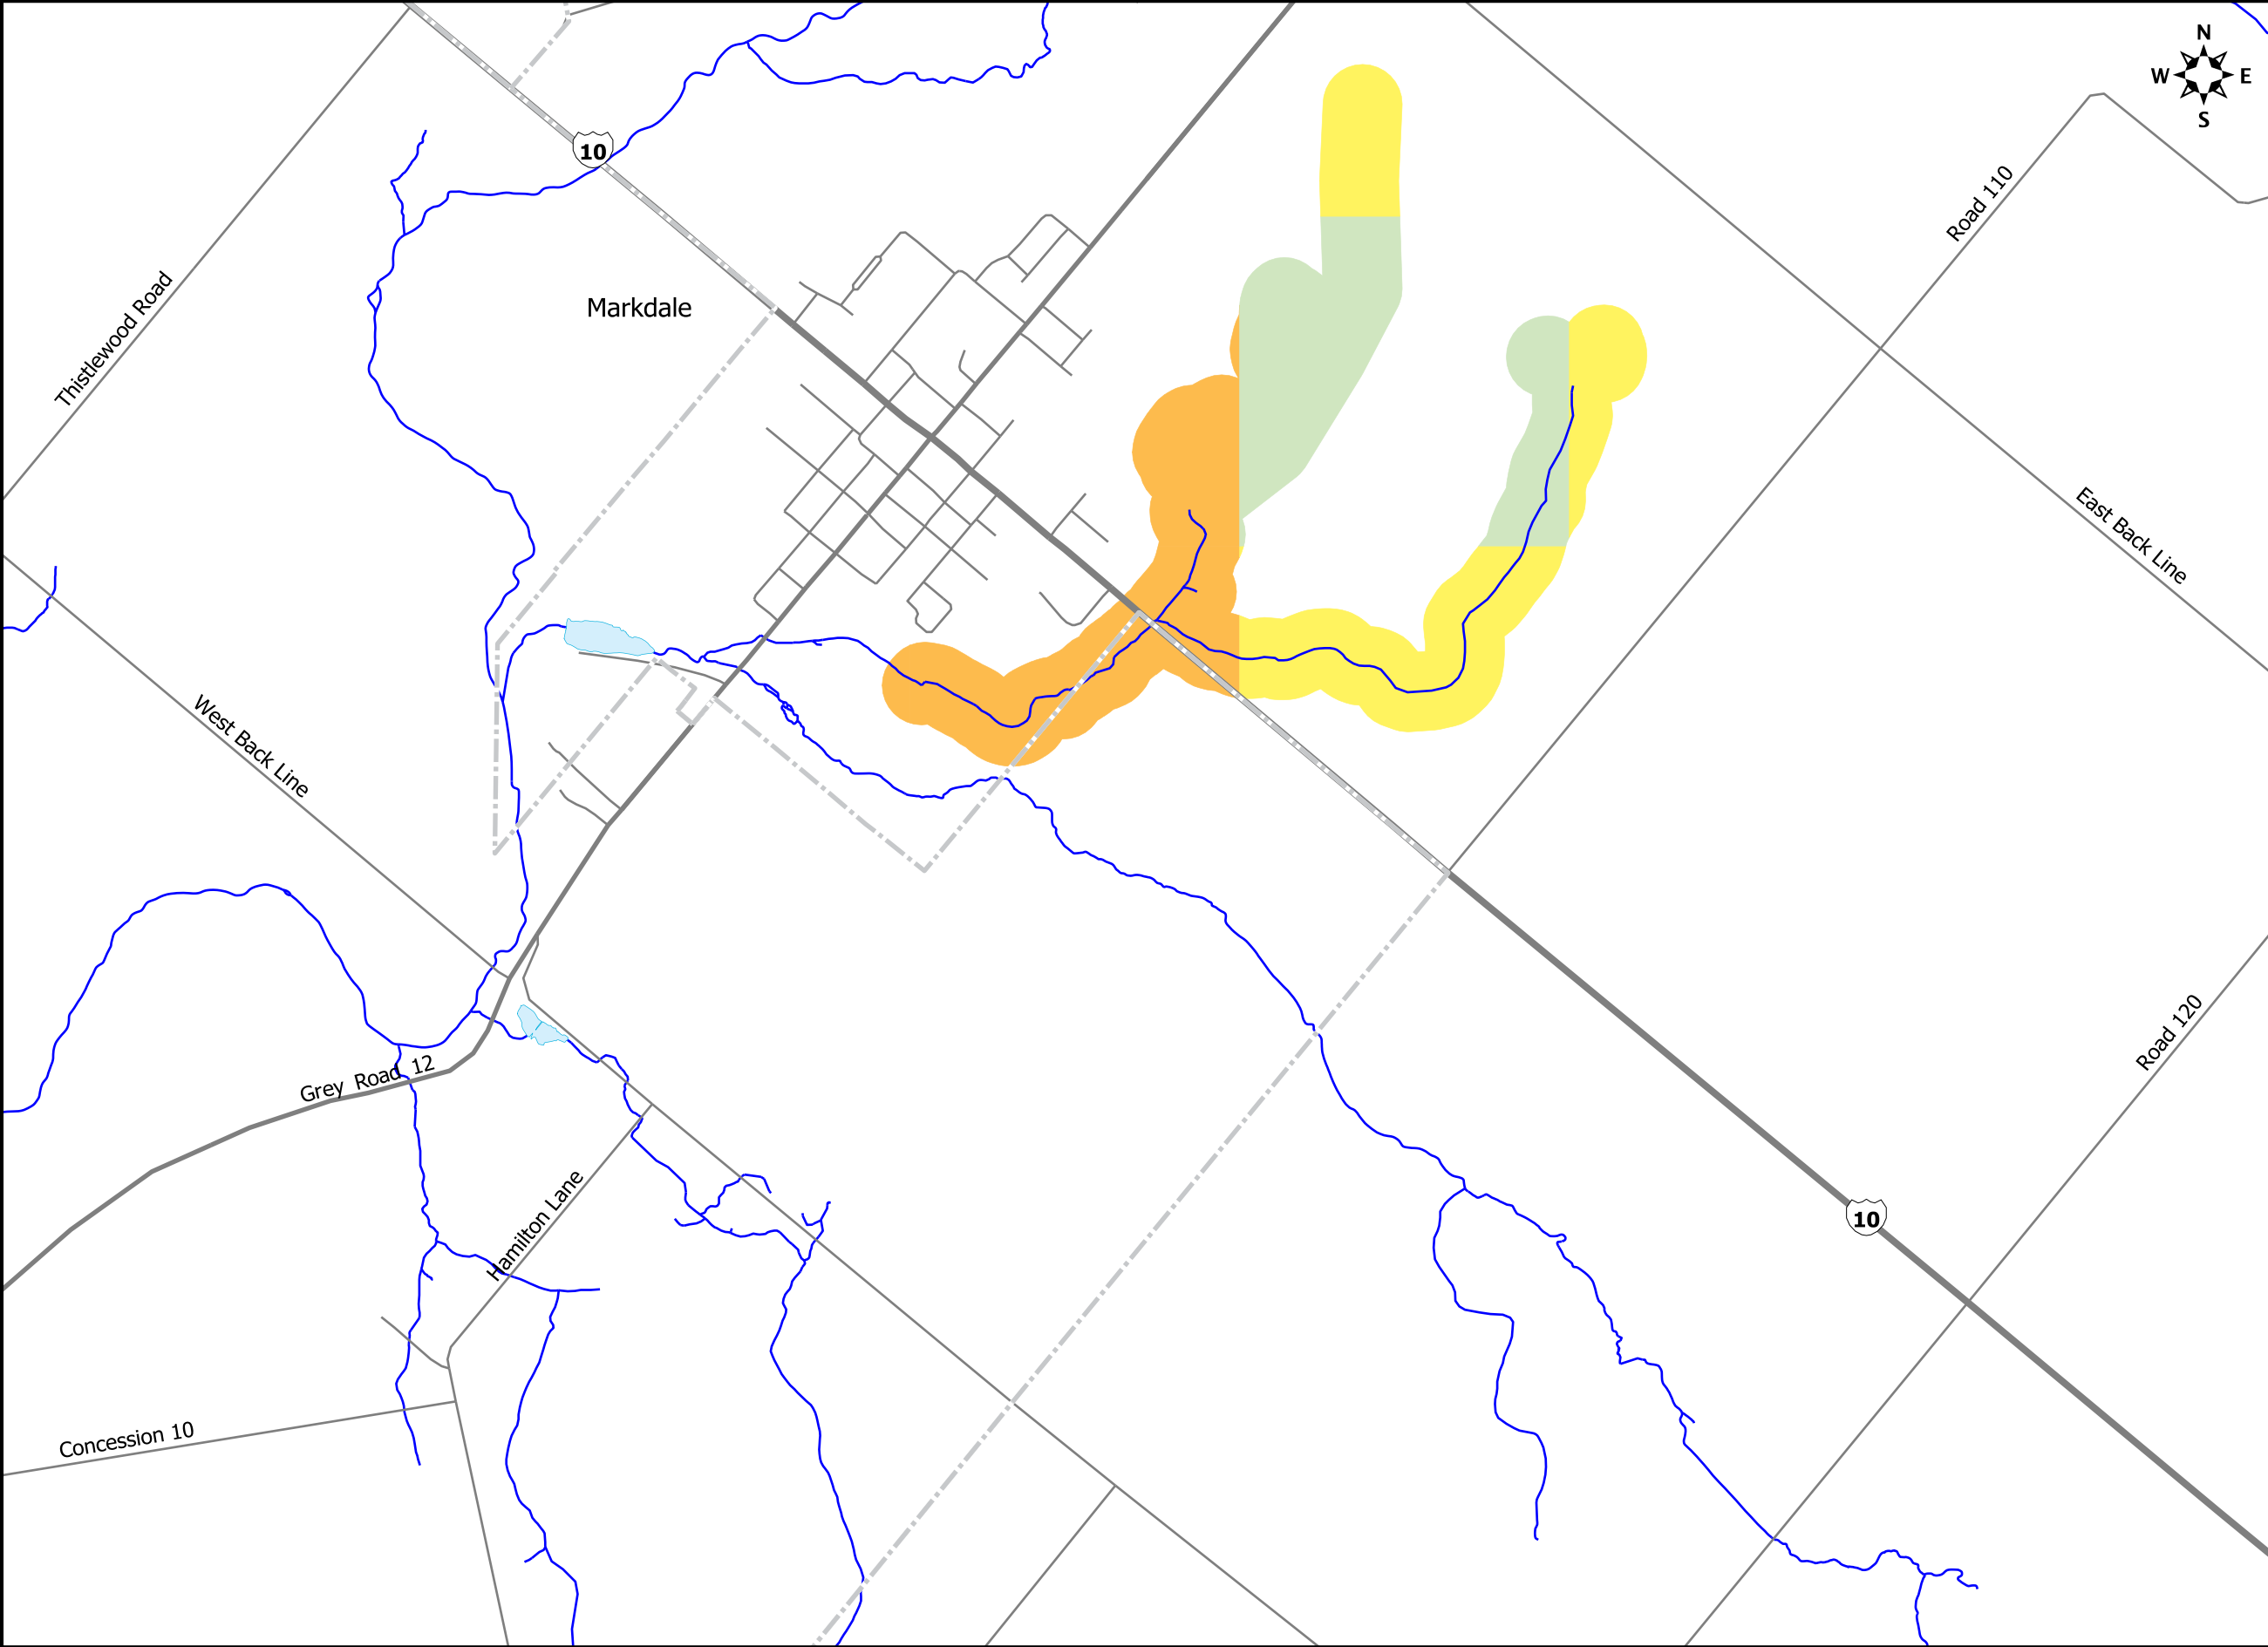 N
W E
S
10
Road 110
Markdale
Thistlewood Road
East Back Line
West Back Line
Road 120
Grey Road 12
10
Hamilton Lane
Concession 10